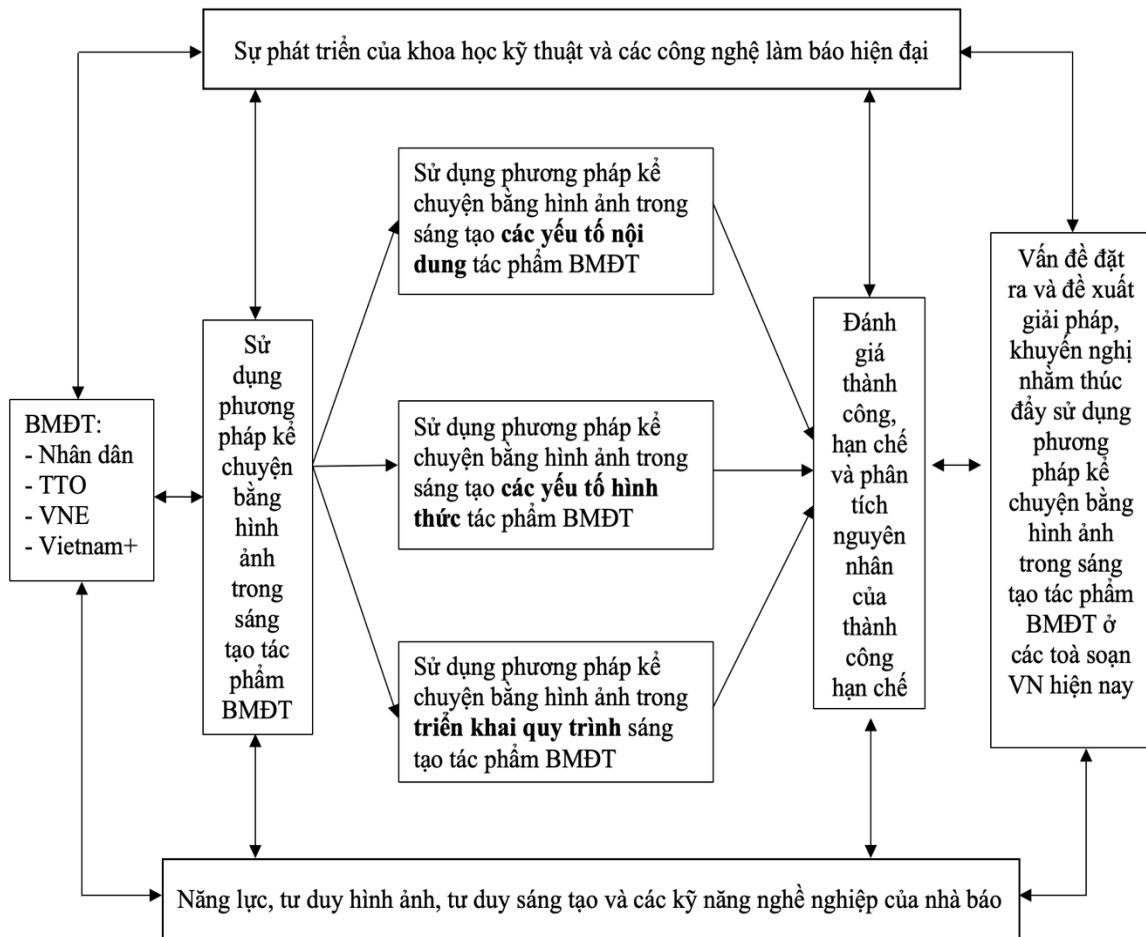 Sự phát triển của khoa học kỹ thuật và các công nghệ làm báo hiện đại
BMĐT:
- Nhân dân
- TTO
- VNE
- Vietnam+
Sử
dụng
phương
pháp kể
chuyện
bằng
hình
ảnh
trong
sáng
tạo tác
phẩm
BMĐT
Sử dụng phương pháp kể
chuyện bằng hình ảnh trong
sáng tạo các yếu tố nội
dung tác phẩm BMĐT
Sử dụng phương pháp kể
chuyện bằng hình ảnh trong
sáng tạo các yếu tố hình
thức tác phẩm BMĐT
Sử dụng phương pháp kể
chuyện bằng hình ảnh trong
triển khai quy trình sáng
tạo tác phẩm BMĐT
Đánh
giá
thành
công,
hạn chế
và phân
tích
nguyên
nhân
của
thành
công
hạn chế
Vấn đề đặt
ra và đề xuất
giải pháp,
khuyến nghị
nhằm thúc
đẩy sử dụng
phương
pháp kể
chuyện bằng
hình ảnh
trong sáng
tạo tác phẩm
BMĐT ở
các toà soạn
VN hiện nay
Năng lực, tư duy hình ảnh, tư duy sáng tạo và các kỹ năng nghề nghiệp của nhà báo